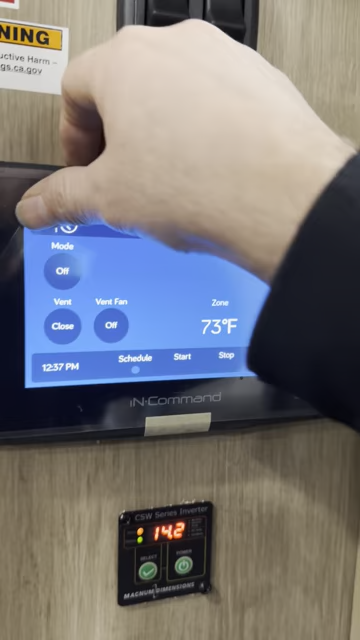 NING
uctive Harm –
gs.ca.gov
Mode
Off
Vent
Vent Fan
Zone
Close
Off
73°F
12:37 PM
Schedule
Start
Stop
iN·Command
CSW Series Inverter
14.2
SELECT
POWER
MAGNUM DIMENSIONS